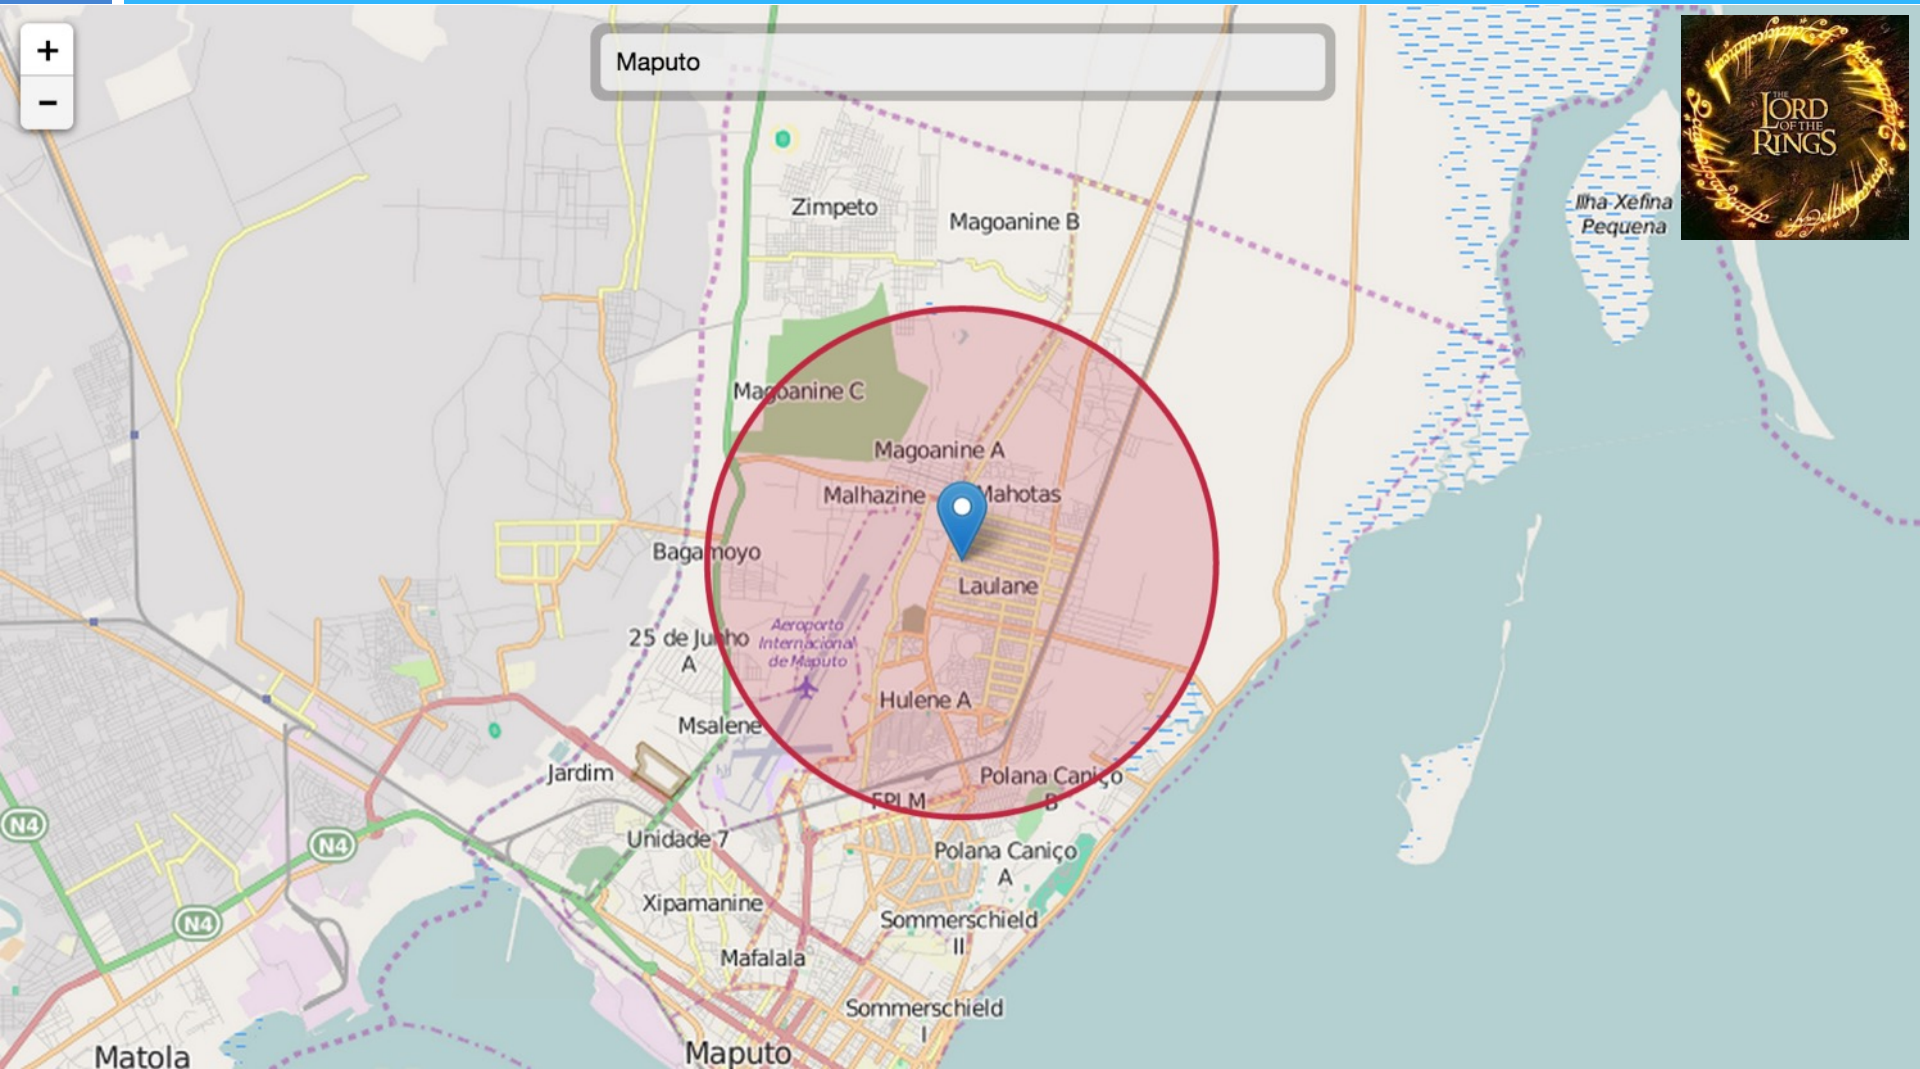 +
−
Maputo
THE
LORD
OF THE
RINGS
Zimpeto
Magoanine B
Ilha Xefina
Pequena
Magoanine C
Magoanine A
Malhazine
Mahotas
Bagamoyo
Laulane
25 de Junho
A
Aeroporto
Internacional
de Maputo
Hulene A
Msalene
Jardim
Polana Caniço
B
FPLM
N4
N4
Unidade 7
Polana Caniço
A
Xipamanine
N4
Sommerschield
II
Mafalala
Sommerschield
I
Matola
Maputo